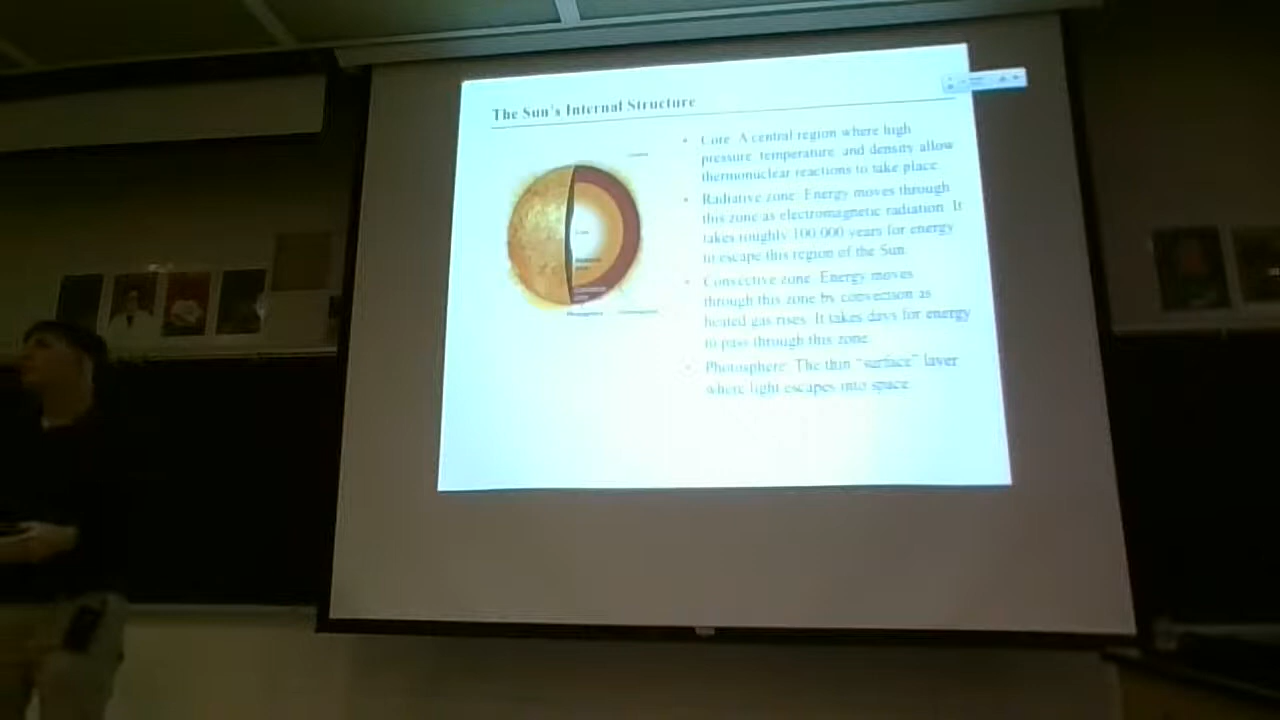 The Sun's Internal Structure
• Core. A central region where high
pressure, temperature, and density allow
thermonuclear reactions to take place.
• Radiative zone. Energy moves through
this zone as electromagnetic radiation. It
takes roughly 100,000 years for energy
to escape this region of the Sun.
• Convective zone. Energy moves
through this zone by convection as
heated gas rises. It takes days for energy
to pass through this zone.
• Photosphere. The thin "surface" layer
where light escapes into space.
Core
Photosphere